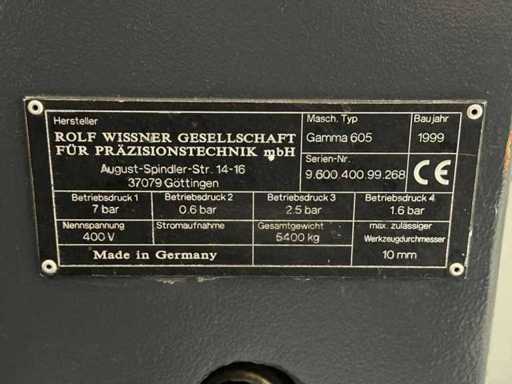 Hersteller
ROLF WISSNER GESELLSCHAFT
FÜR PRÄZISIONSTECHNIK mbH
August-Spindler-Str. 14-16
37079 Göttingen
Masch. Typ
Gamma 605
Baujahr
1999
Serien-Nr.
9.600.400.99.268
CE
Betriebsdruck 1
7 bar
Betriebsdruck 2
0.6 bar
Betriebsdruck 3
2.5 bar
Betriebsdruck 4
1.6 bar
Nennspannung
400 V
Stromaufnahme
Gesamtgewicht
5400 kg
max. zulässiger
Werkzeugdurchmesser
10 mm
Made in Germany